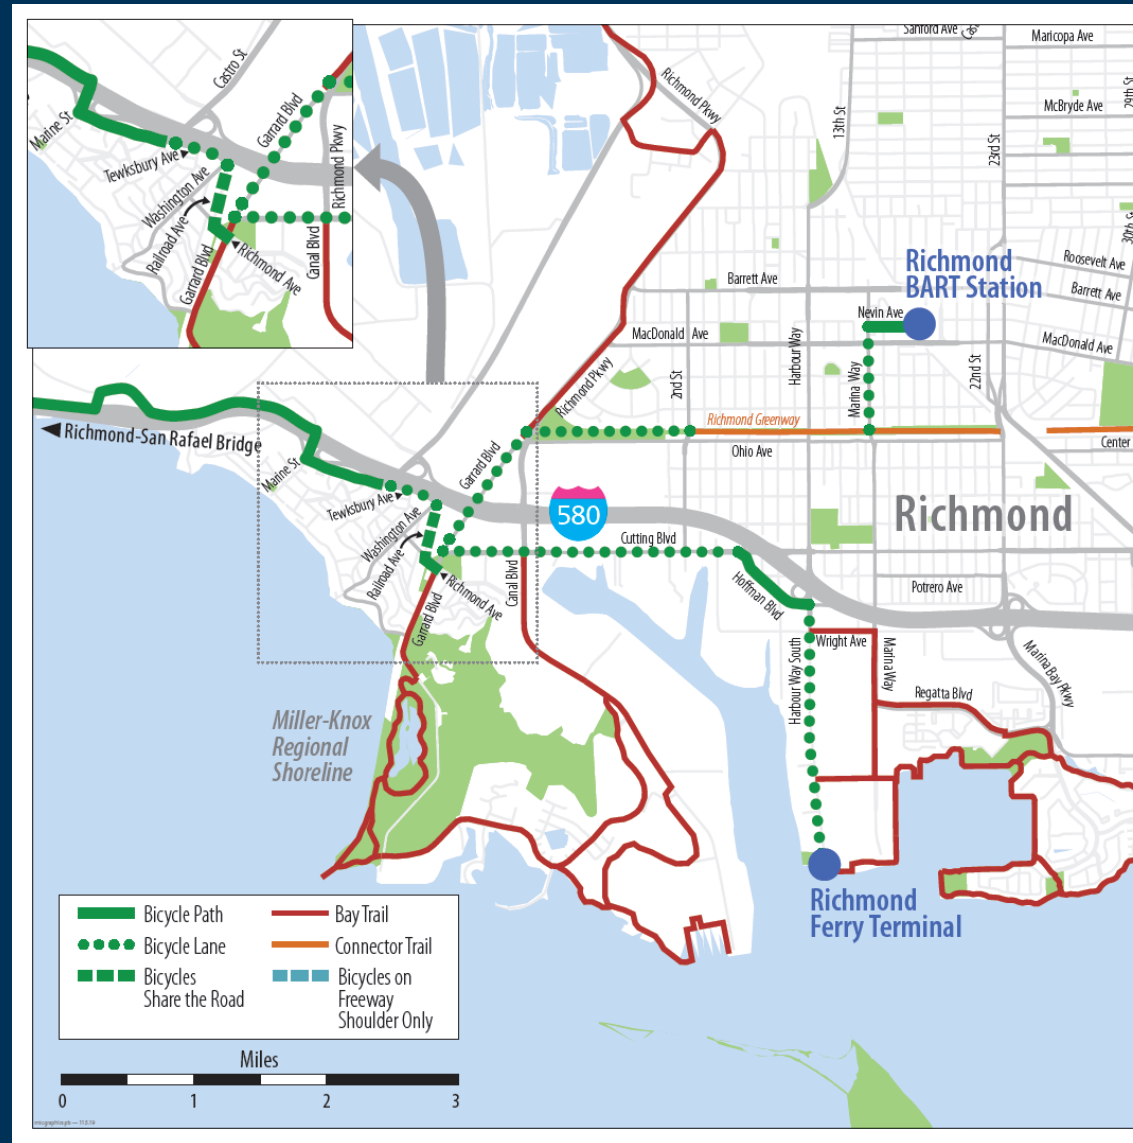 Castro St
Garrard Blvd
Marine St.
Richmond Pkwy
Tewksbury Ave
Washington Ave
Railroad Ave
Garrard Blvd
Richmond Ave
Canal Blvd
Richmond Pkwy
Sanford Ave
Maricopa Ave
McBryde Ave
29th St
13th St
23rd St
30th St
Roosevelt Ave
Barrett Ave
Barrett Ave
Richmond
BART Station
Nevin Ave
MacDonald Ave
MacDonald Ave
Harbour Way
Marina Way
22nd St
2nd St
Richmond Pkwy
Richmond Greenway
Ohio Ave
Center
Richmond-San Rafael Bridge
Marine St.
Garrard Blvd
Tewksbury Ave
Washington Ave
Railroad Ave
Richmond Ave
Garrard Blvd
Canal Blvd
580
Richmond
Cutting Blvd
Hoffman Blvd
Potrero Ave
Harbour Way South
Wright Ave
Marina Way
Marina Bay Pkwy
Regatta Blvd
Miller-Knox
Regional
Shoreline
Richmond
Ferry Terminal
Bicycle Path
Bicycle Lane
Bicycles
Share the Road
Bay Trail
Connector Trail
Bicycles on
Freeway
Shoulder Only
Miles
0 1 2 3